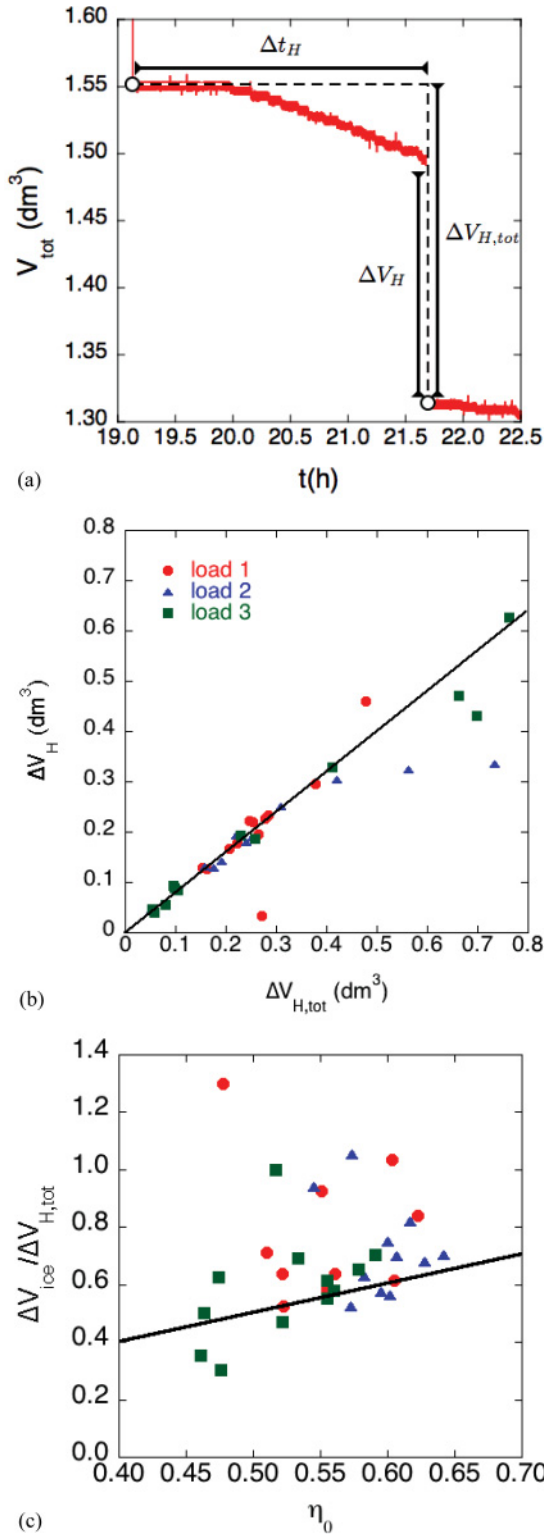 1.60
1.55
1.50
1.45
1.40
1.35
1.30
V_tot (dm³)
Δt_H
ΔV_H
ΔV_H,tot
19.0 19.5 20.0 20.5 21.0 21.5 22.0 22.5
t(h)
(a)
0.8
0.7
0.6
0.5
0.4
0.3
0.2
0.1
0
ΔV_H (dm³)
load 1
load 2
load 3
0 0.1 0.2 0.3 0.4 0.5 0.6 0.7 0.8
ΔV_H,tot (dm³)
(b)
1.4
1.2
1.0
0.8
0.6
0.4
0.2
0.0
ΔV_ice/ΔV_H,tot
0.40 0.45 0.50 0.55 0.60 0.65 0.70
η₀
(c)